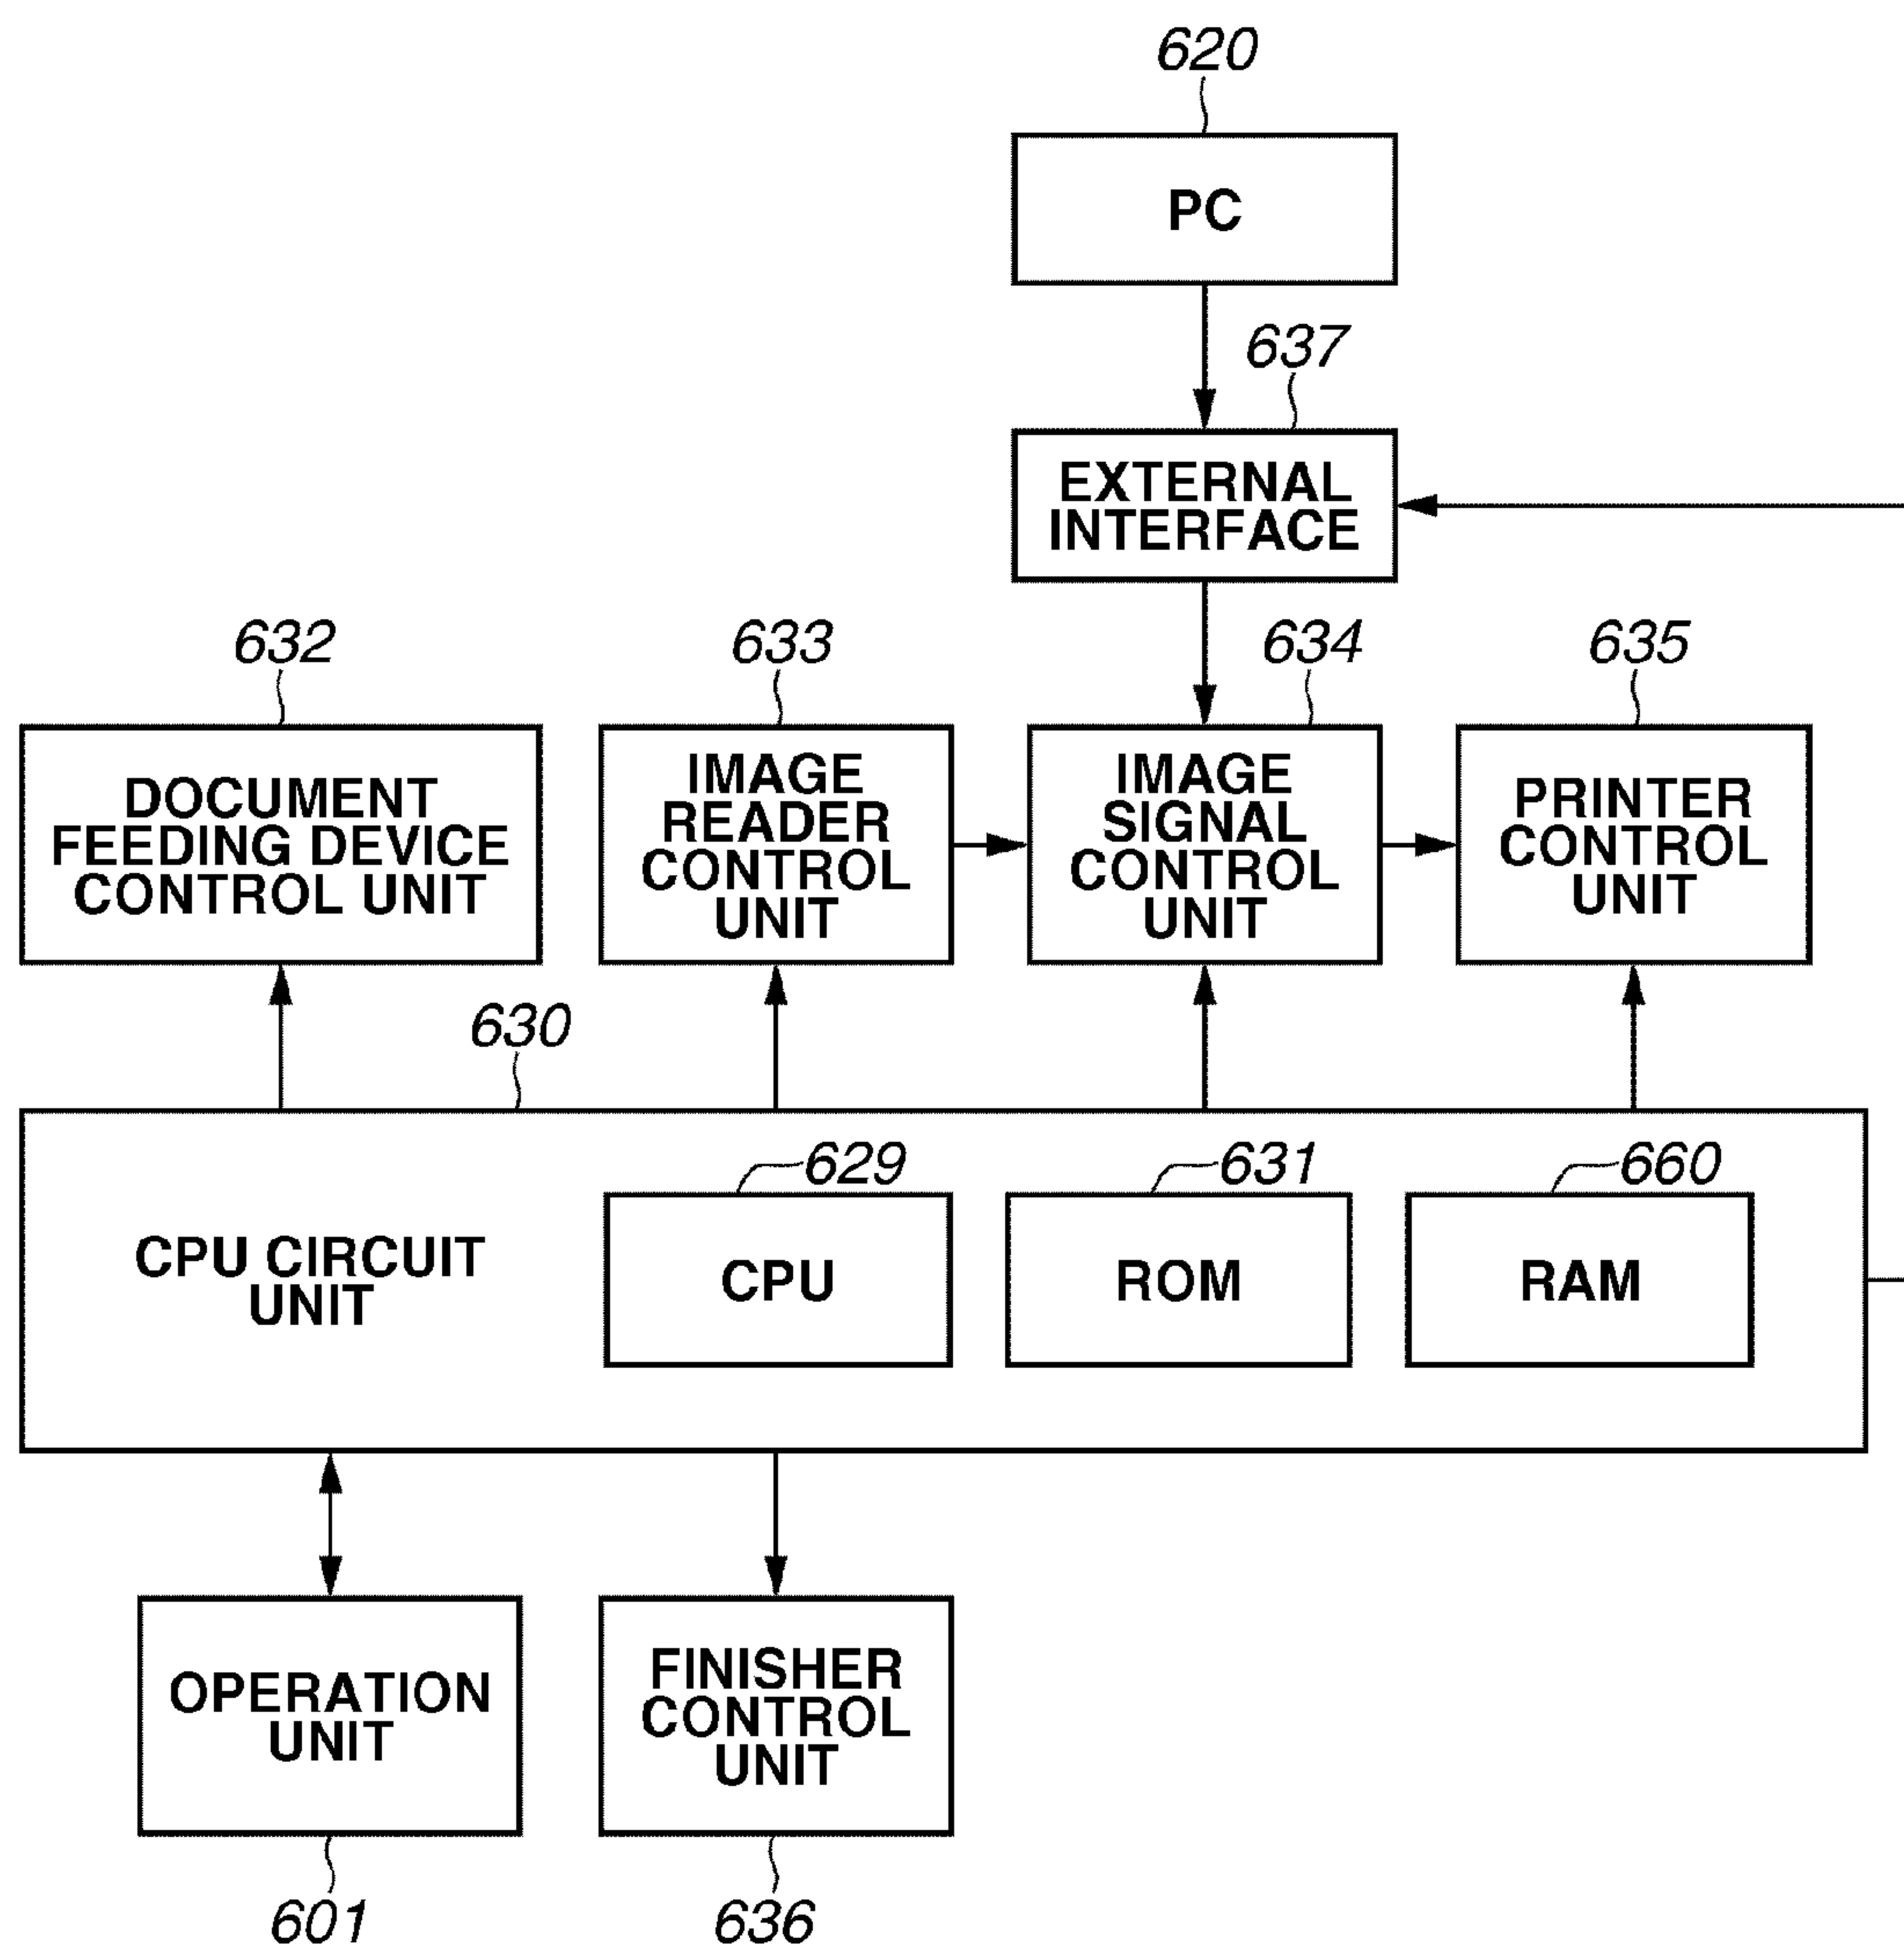 620
PC
637
EXTERNAL
INTERFACE
632
633
634
635
DOCUMENT
FEEDING DEVICE
CONTROL UNIT
IMAGE
READER
CONTROL
UNIT
IMAGE
SIGNAL
CONTROL
UNIT
PRINTER
CONTROL
UNIT
630
629
631
660
CPU CIRCUIT
UNIT
CPU
ROM
RAM
OPERATION
UNIT
FINISHER
CONTROL
UNIT
601
636